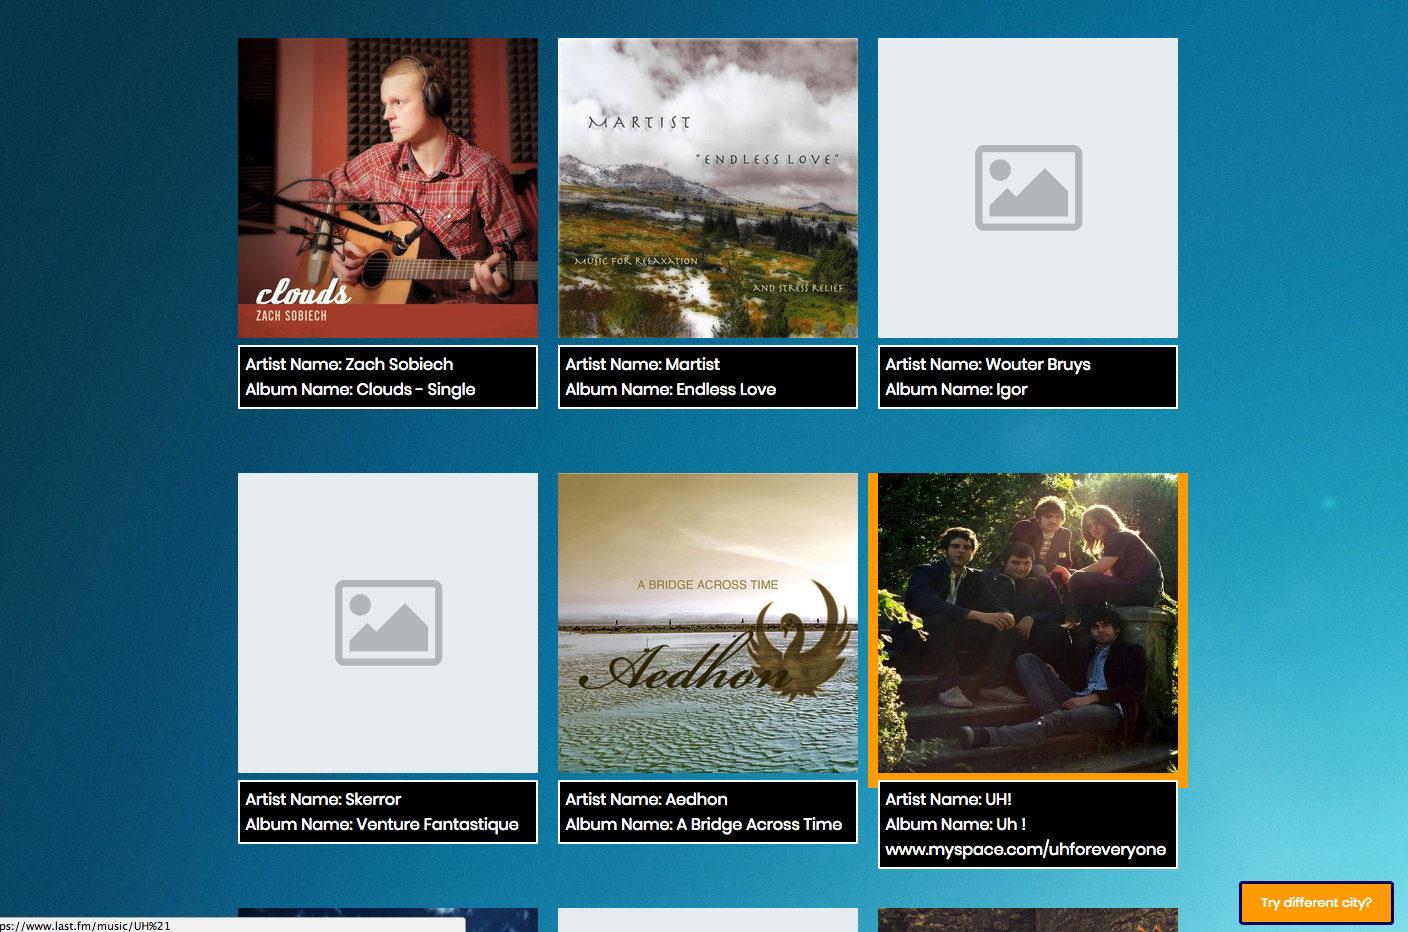 clouds
ZACH SOBIECH
MARTIST
"ENDLESS LOVE"
MUSIC FOR RELAXATION
AND STRESS RELIEF
Artist Name: Zach Sobiech
Album Name: Clouds - Single
Artist Name: Martist
Album Name: Endless Love
Artist Name: Wouter Bruys
Album Name: Igor
A BRIDGE ACROSS TIME
Aedhon
Artist Name: Skerror
Album Name: Venture Fantastique
Artist Name: Aedhon
Album Name: A Bridge Across Time
Artist Name: UH!
Album Name: Uh !
www.myspace.com/uhforeveryone
Try different city?
ps://www.last.fm/music/UH%21